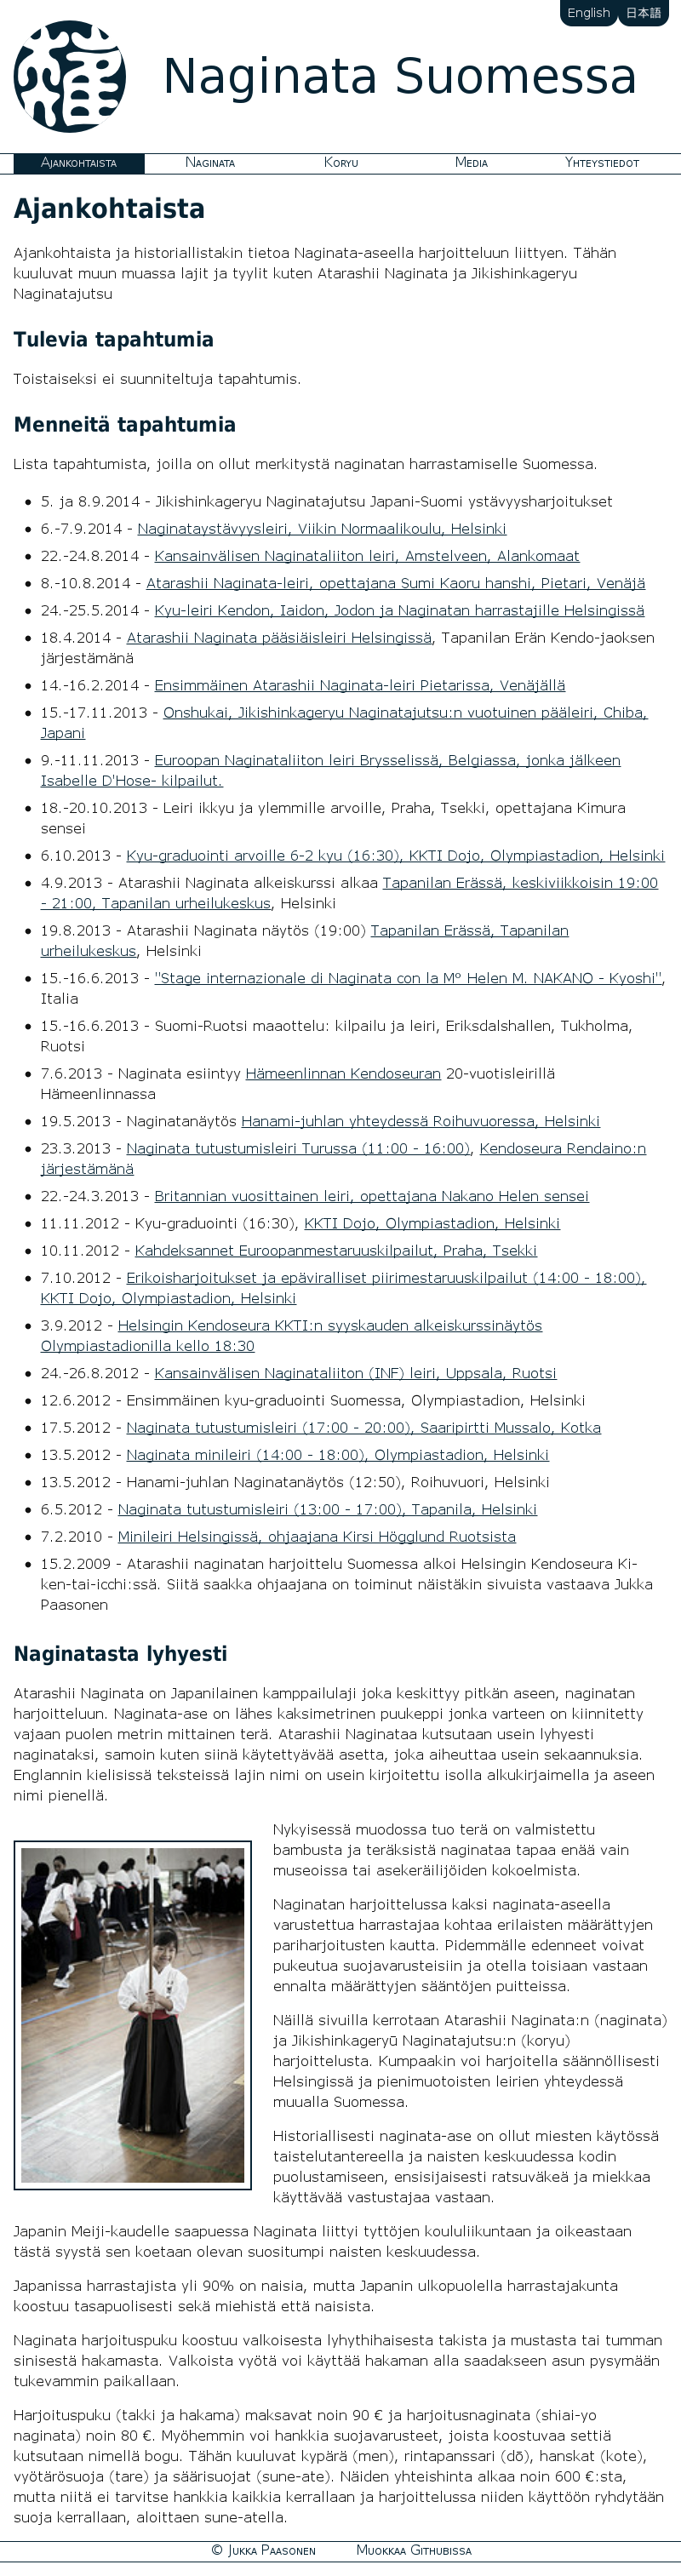 English 日本語
Naginata Suomessa
Ajankohtaista Naginata Koryu Media Yhteystiedot
Ajankohtaista
Ajankohtaista ja historiallistakin tietoa Naginata-aseella harjoitteluun liittyen. Tähän
kuuluvat muun muassa lajit ja tyylit kuten Atarashii Naginata ja Jikishinkageryu
Naginatajutsu
Tulevia tapahtumia
Toistaiseksi ei suunniteltuja tapahtumis.
Menneitä tapahtumia
Lista tapahtumista, joilla on ollut merkitystä naginatan harrastamiselle Suomessa.
• 5. ja 8.9.2014 - Jikishinkageryu Naginatajutsu Japani-Suomi ystävyysharjoitukset
• 6.-7.9.2014 - Naginataystävyysleiri, Viikin Normaalikoulu, Helsinki
• 22.-24.8.2014 - Kansainvälisen Naginataliiton leiri, Amstelveen, Alankomaat
• 8.-10.8.2014 - Atarashii Naginata-leiri, opettajana Sumi Kaoru hanshi, Pietari, Venäjä
• 24.-25.5.2014 - Kyu-leiri Kendon, Iaidon, Jodon ja Naginatan harrastajille Helsingissä
• 18.4.2014 - Atarashii Naginata pääsiäisleiri Helsingissä, Tapanilan Erän Kendo-jaoksen
järjestämänä
• 14.-16.2.2014 - Ensimmäinen Atarashii Naginata-leiri Pietarissa, Venäjällä
• 15.-17.11.2013 - Onshukai, Jikishinkageryu Naginatajutsu:n vuotuinen pääleiri, Chiba,
Japani
• 9.-11.11.2013 - Euroopan Naginataliiton leiri Brysselissä, Belgiassa, jonka jälkeen
Isabelle D'Hose- kilpailut.
• 18.-20.10.2013 - Leiri ikkyu ja ylemmille arvoille, Praha, Tsekki, opettajana Kimura
sensei
• 6.10.2013 - Kyu-graduointi arvoille 6-2 kyu (16:30), KKTI Dojo, Olympiastadion, Helsinki
• 4.9.2013 - Atarashii Naginata alkeiskurssi alkaa Tapanilan Erässä, keskiviikkoisin 19:00
- 21:00, Tapanilan urheilukeskus, Helsinki
• 19.8.2013 - Atarashii Naginata näytös (19:00) Tapanilan Erässä, Tapanilan
urheilukeskus, Helsinki
• 15.-16.6.2013 - "Stage internazionale di Naginata con la M° Helen M. NAKANO - Kyoshi",
Italia
• 15.-16.6.2013 - Suomi-Ruotsi maaottelu: kilpailu ja leiri, Eriksdalshallen, Tukholma,
Ruotsi
• 7.6.2013 - Naginata esiintyy Hämeenlinnan Kendoseuran 20-vuotisleirillä
Hämeenlinnassa
• 19.5.2013 - Naginatanäytös Hanami-juhlan yhteydessä Roihuvuoressa, Helsinki
• 23.3.2013 - Naginata tutustumisleiri Turussa (11:00 - 16:00), Kendoseura Rendaino:n
järjestämänä
• 22.-24.3.2013 - Britannian vuosittainen leiri, opettajana Nakano Helen sensei
• 11.11.2012 - Kyu-graduointi (16:30), KKTI Dojo, Olympiastadion, Helsinki
• 10.11.2012 - Kahdeksannet Euroopanmestaruuskilpailut, Praha, Tsekki
• 7.10.2012 - Erikoisharjoitukset ja epäviralliset piirimestaruuskilpailut (14:00 - 18:00),
KKTI Dojo, Olympiastadion, Helsinki
• 3.9.2012 - Helsingin Kendoseura KKTI:n syyskauden alkeiskurssinäytös
Olympiastadionilla kello 18:30
• 24.-26.8.2012 - Kansainvälisen Naginataliiton (INF) leiri, Uppsala, Ruotsi
• 12.6.2012 - Ensimmäinen kyu-graduointi Suomessa, Olympiastadion, Helsinki
• 17.5.2012 - Naginata tutustumisleiri (17:00 - 20:00), Saaripirtti Mussalo, Kotka
• 13.5.2012 - Naginata minileiri (14:00 - 18:00), Olympiastadion, Helsinki
• 13.5.2012 - Hanami-juhlan Naginatanäytös (12:50), Roihuvuori, Helsinki
• 6.5.2012 - Naginata tutustumisleiri (13:00 - 17:00), Tapanila, Helsinki
• 7.2.2010 - Minileiri Helsingissä, ohjaajana Kirsi Högglund Ruotsista
• 15.2.2009 - Atarashii naginatan harjoittelu Suomessa alkoi Helsingin Kendoseura Ki-
ken-tai-icchi:ssä. Siitä saakka ohjaajana on toiminut näistäkin sivuista vastaava Jukka
Paasonen
Naginatasta lyhyesti
Atarashii Naginata on Japanilainen kamppailulaji joka keskittyy pitkän aseen, naginatan
harjoitteluun. Naginata-ase on lähes kaksimetrinen puukeppi jonka varteen on kiinnitetty
vajaan puolen metrin mittainen terä. Atarashii Naginataa kutsutaan usein lyhyesti
naginataksi, samoin kuten siinä käytettyävää asetta, joka aiheuttaa usein sekaannuksia.
Englannin kielisissä teksteissä lajin nimi on usein kirjoitettu isolla alkukirjaimella ja aseen
nimi pienellä.
Nykyisessä muodossa tuo terä on valmistettu
bambusta ja teräksistä naginataa tapaa enää vain
museoissa tai asekeräilijöiden kokoelmista.
Naginatan harjoittelussa kaksi naginata-aseella
varustettua harrastajaa kohtaa erilaisten määrättyjen
pariharjoitusten kautta. Pidemmälle edenneet voivat
pukeutua suojavarusteisiin ja otella toisiaan vastaan
ennalta määrättyjen sääntöjen puitteissa.
Näillä sivuilla kerrotaan Atarashii Naginata:n (naginata)
ja Jikishinkageryū Naginatajutsu:n (koryu)
harjoittelusta. Kumpaakin voi harjoitella säännöllisesti
Helsingissä ja pienimuotoisten leirien yhteydessä
muualla Suomessa.
Historiallisesti naginata-ase on ollut miesten käytössä
taistelutantereella ja naisten keskuudessa kodin
puolustamiseen, ensisijaisesti ratsuväkeä ja miekkaa
käyttävää vastustajaa vastaan.
Japanin Meiji-kaudelle saapuessa Naginata liittyi tyttöjen koululiikuntaan ja oikeastaan
tästä syystä sen koetaan olevan suositumpi naisten keskuudessa.
Japanissa harrastajista yli 90% on naisia, mutta Japanin ulkopuolella harrastajakunta
koostuu tasapuolisesti sekä miehistä että naisista.
Naginata harjoituspuku koostuu valkoisesta lyhythihaisesta takista ja mustasta tai tumman
sinisestä hakamasta. Valkoista vyötä voi käyttää hakaman alla saadakseen asun pysymään
tukevammin paikallaan.
Harjoituspuku (takki ja hakama) maksavat noin 90 € ja harjoitusnaginata (shiai-yo
naginata) noin 80 €. Myöhemmin voi hankkia suojavarusteet, joista koostuvaa settiä
kutsutaan nimellä bogu. Tähän kuuluvat kypärä (men), rintapanssari (dō), hanskat (kote),
vyötärösuoja (tare) ja säärisuojat (sune-ate). Näiden yhteishinta alkaa noin 600 €:sta,
mutta niitä ei tarvitse hankkia kaikkia kerrallaan ja harjoittelussa niiden käyttöön ryhdytään
suoja kerrallaan, aloittaen sune-atella.
© Jukka Paasonen Muokkaa Githubissa